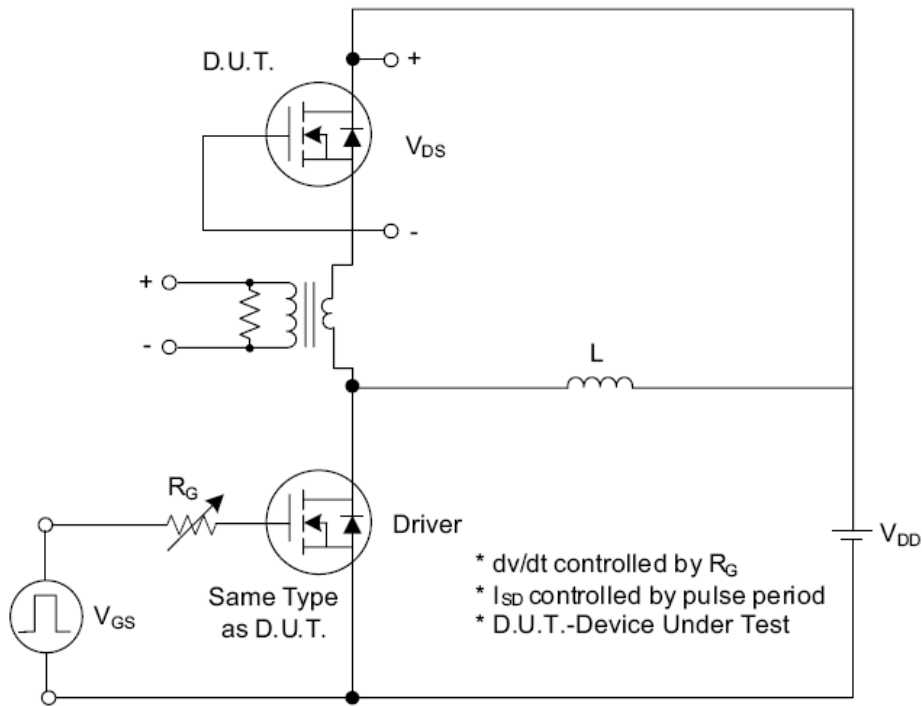 D.U.T.
+
VDS
-
+
-
L
RG
Driver
VDD
VGS
Same Type
as D.U.T.
* dv/dt controlled by RG
* ISD controlled by pulse period
* D.U.T.-Device Under Test